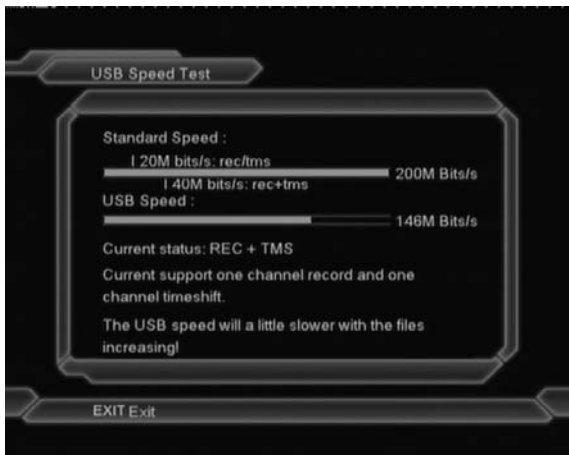 USB Speed Test
Standard Speed :
I 20M bits/s: rec/tms
200M Bits/s
I 40M bits/s: rec+tms
USB Speed :
146M Bits/s
Current status: REC + TMS
Current support one channel record and one
channel timeshift.
The USB speed will a little slower with the files
increasing!
EXIT Exit